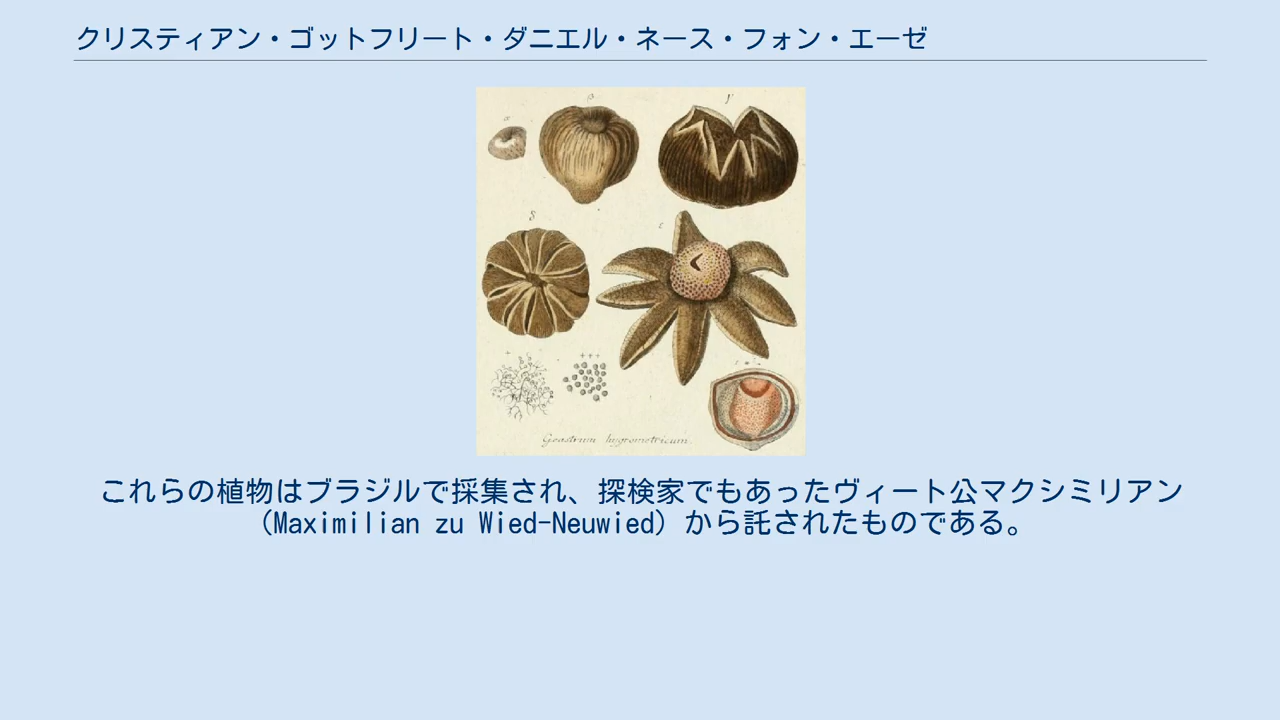 クリスティアン・ゴットフリート・ダニエル・ネース・フォン・エーゼ
Geastrum hygrometricum.
これらの植物はブラジルで採集され、探検家でもあったヴィート公マクシミリアン
（Maximilian zu Wied-Neuwied）から託されたものである。